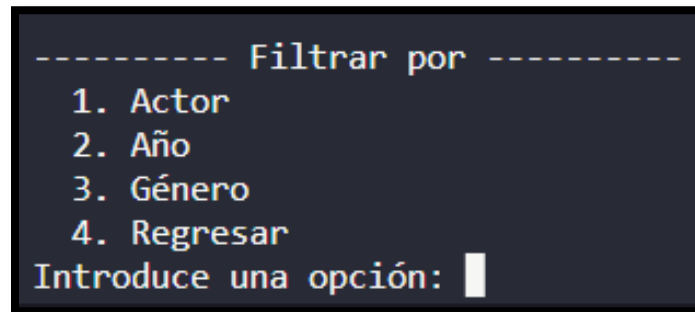 ---------- Filtrar por ----------
1. Actor
2. Año
3. Género
4. Regresar
Introduce una opción: